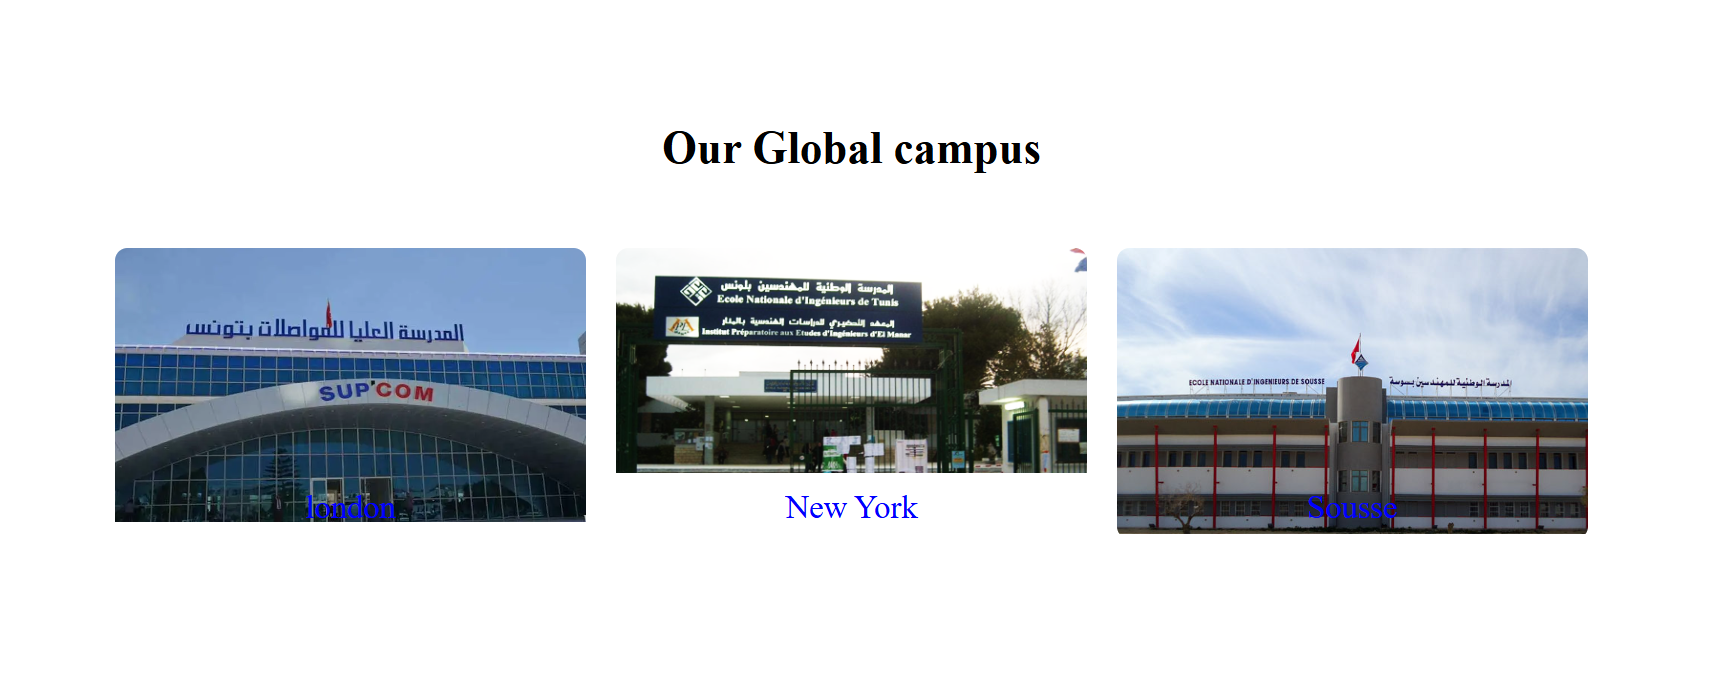 Our Global campus
المدرسة العليا للمواصلات بتونس
SUP'COM
london
المدرسة الوطنية للمهندسين بتونس
Ecole Nationale d'Ingénieurs de Tunis
المعهد التحضيري للدراسات الهندسية بالمنار
Institut Préparatoire aux Etudes d'Ingénieurs d'El Manar
New York
ECOLE NATIONALE D'INGENIEURS DE SOUSSE
المدرسة الوطنية للمهندسين بسوسة
Sousse